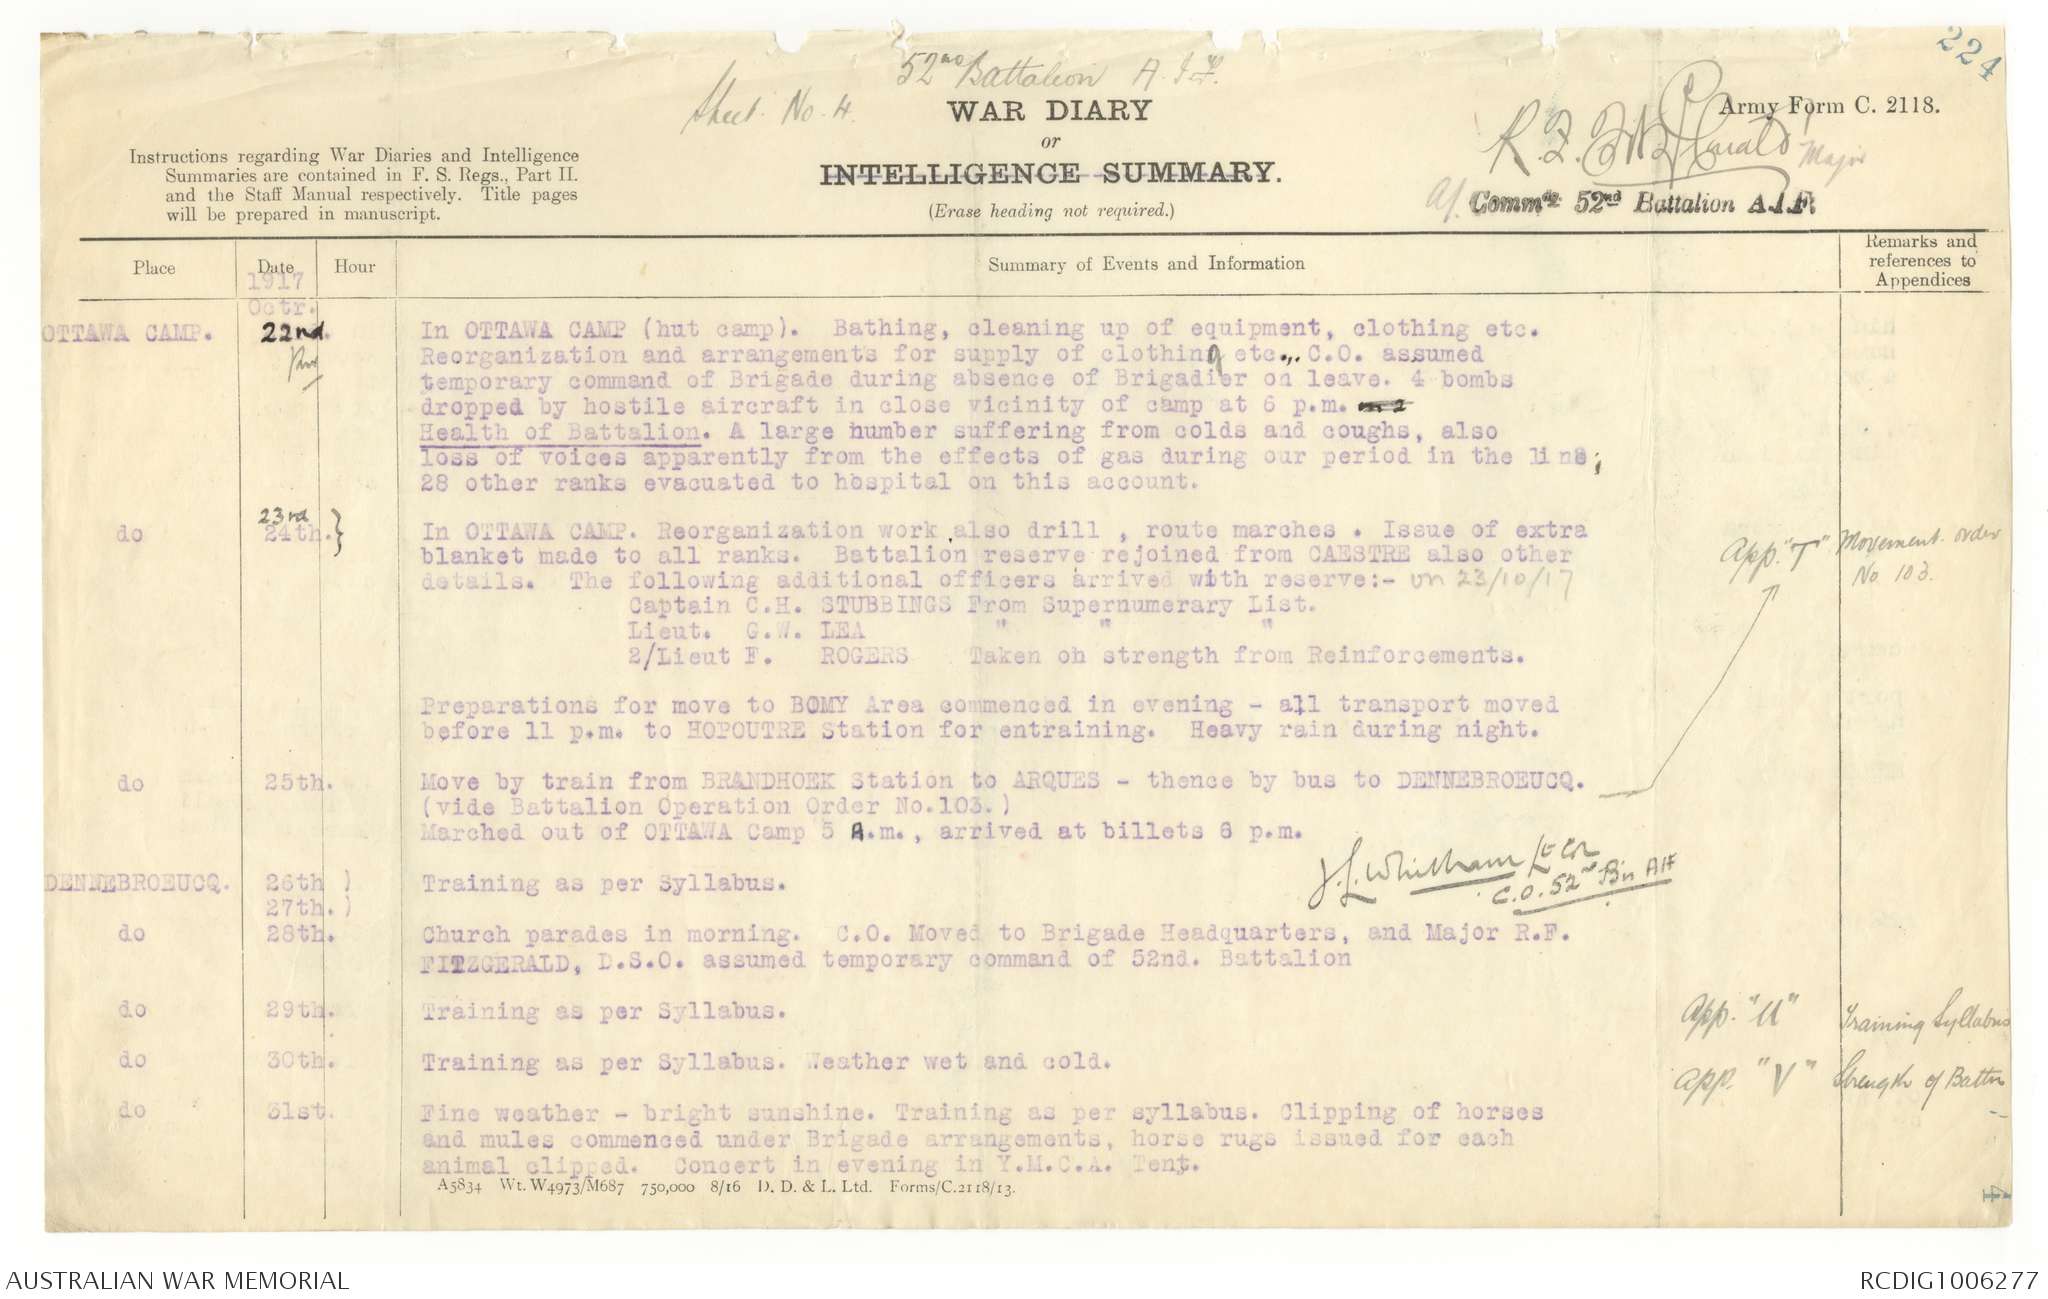 224
52nd Battalion A.I.F.
Sheet No. 4.
WAR DIARY
or
INTELLIGENCE SUMMARY.
(Erase heading not required.)
Army Form C. 2118.
Major
Commdg 52nd Battalion A.I.F.
Instructions regarding War Diaries and Intelligence
Summaries are contained in F. S. Regs., Part II.
and the Staff Manual respectively. Title pages
will be prepared in manuscript.
Place
Date
Hour
Summary of Events and Information
Remarks and
references to
Appendices
1917
Octr.
OTTAWA CAMP. 22nd. In OTTAWA CAMP (hut camp). Bathing, cleaning up of equipment, clothing etc.
Reorganization and arrangements for supply of clothing etc., C.O. assumed
temporary command of Brigade during absence of Brigadier on leave. 4 bombs
dropped by hostile aircraft in close vicinity of camp at 6 p.m.
Health of Battalion. A large number suffering from colds and coughs, also
loss of voices apparently from the effects of gas during our period in the line;
28 other ranks evacuated to hospital on this account.
23rd
do 24th.} In OTTAWA CAMP. Reorganization work, also drill , route marches . Issue of extra
blanket made to all ranks. Battalion reserve rejoined from CAESTRE also other
details. The following additional officers arrived with reserve:- on 23/10/17
App. "T" Movement order
No 103.
Captain C.H. STUBBINGS From Supernumerary List.
Lieut. G.W. LEA " " "
2/Lieut F. ROGERS Taken on strength from Reinforcements.
Preparations for move to BOMY Area commenced in evening - all transport moved
before 11 p.m. to HOPOUTRE Station for entraining. Heavy rain during night.
do 25th. Move by train from BRANDHOEK Station to ARQUES - thence by bus to DENNEBROEUCQ.
(vide Battalion Operation Order No.103.)
Marched out of OTTAWA Camp 5 A.m., arrived at billets 6 p.m.
J. L. Whitham Lt Col
C.O. 52nd Bn AIF
DENNEBROEUCQ. 26th ) Training as per Syllabus.
27th. )
do 28th. Church parades in morning. C.O. Moved to Brigade Headquarters, and Major R.F.
FITZGERALD, D.S.O. assumed temporary command of 52nd. Battalion
do 29th. Training as per Syllabus.
App. "U" Training Syllabus
do 30th. Training as per Syllabus. Weather wet and cold.
App. "V" Strength of Battn
do 31st. Fine weather - bright sunshine. Training as per syllabus. Clipping of horses
and mules commenced under Brigade arrangements, horse rugs issued for each
animal clipped. Concert in evening in Y.M.C.A. Tent.
A5834 Wt. W4973/M687 750,000 8/16 D. D. & L. Ltd. Forms/C.2118/13.
AUSTRALIAN WAR MEMORIAL
RCDIG1006277